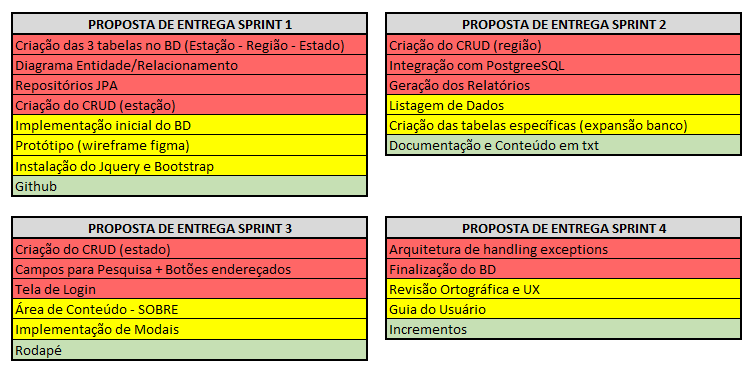 PROPOSTA DE ENTREGA SPRINT 1
Criação das 3 tabelas no BD (Estação - Região - Estado)
Diagrama Entidade/Relacionamento
Repositórios JPA
Criação do CRUD (estação)
Implementação inicial do BD
Protótipo (wireframe figma)
Instalação do Jquery e Bootstrap
Github
PROPOSTA DE ENTREGA SPRINT 2
Criação do CRUD (região)
Integração com PostgreeSQL
Geração dos Relatórios
Listagem de Dados
Criação das tabelas específicas (expansão banco)
Documentação e Conteúdo em txt
PROPOSTA DE ENTREGA SPRINT 3
Criação do CRUD (estado)
Campos para Pesquisa + Botões endereçados
Tela de Login
Área de Conteúdo - SOBRE
Implementação de Modais
Rodapé
PROPOSTA DE ENTREGA SPRINT 4
Arquitetura de handling exceptions
Finalização do BD
Revisão Ortográfica e UX
Guia do Usuário
Incrementos